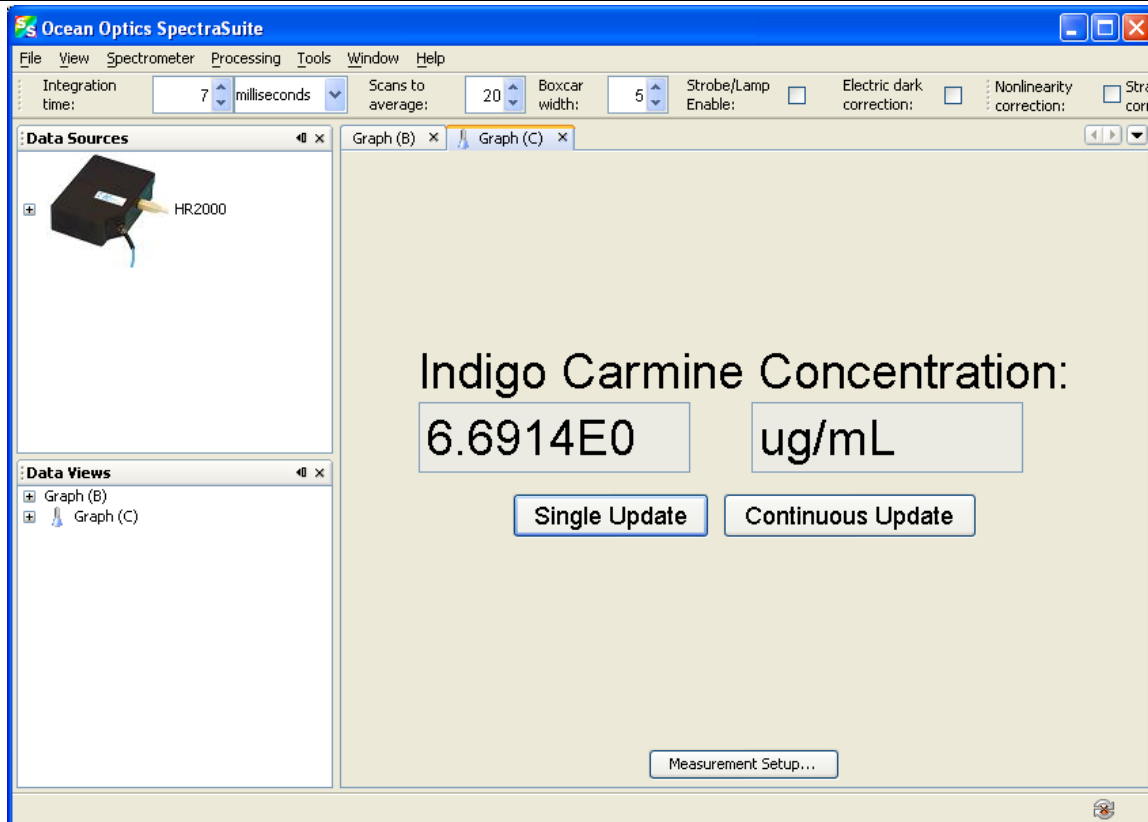 Ocean Optics SpectraSuite
File View Spectrometer Processing Tools Window Help
Integration time: 7 milliseconds Scans to average: 20 Boxcar width: 5 Strobe/Lamp Enable: Electric dark correction: Nonlinearity correction: Stra corr
Data Sources
Graph (B) Graph (C)
HR2000
Indigo Carmine Concentration:
6.6914E0 ug/mL
Single Update Continuous Update
Data Views
Graph (B)
Graph (C)
Measurement Setup...